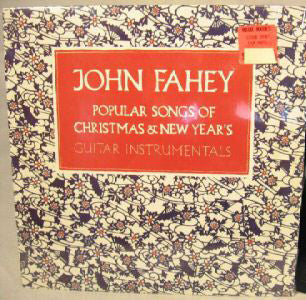 JOHN FAHEY
POPULAR SONGS OF
CHRISTMAS & NEW YEAR'S
GUITAR INSTRUMENTALS